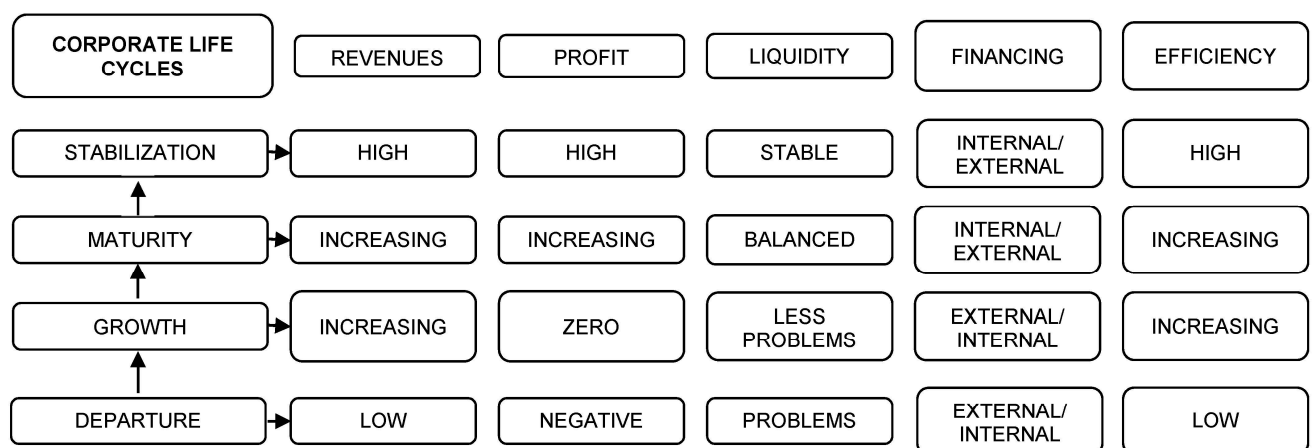 CORPORATE LIFE
CYCLES
REVENUES
PROFIT
LIQUIDITY
FINANCING
EFFICIENCY
STABILIZATION
HIGH
HIGH
STABLE
INTERNAL/
EXTERNAL
HIGH
MATURITY
INCREASING
INCREASING
BALANCED
INTERNAL/
EXTERNAL
INCREASING
GROWTH
INCREASING
ZERO
LESS
PROBLEMS
EXTERNAL/
INTERNAL
INCREASING
DEPARTURE
LOW
NEGATIVE
PROBLEMS
EXTERNAL/
INTERNAL
LOW